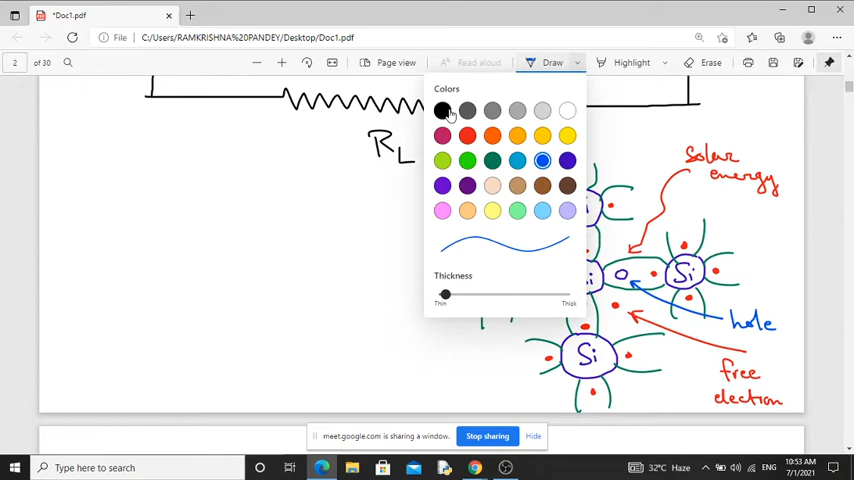 *Doc1.pdf
File C:/Users/RAMKRISHNA%20PANDEY/Desktop/Doc1.pdf
2 of 30 Page view Read aloud Draw Highlight Erase
Colors
Thickness
Thin Thick
RL
solar
energy
Si
Si
Si
Si
hole
free
election
meet.google.com is sharing a window. Stop sharing Hide
Type here to search
32°C Haze ENG
10:53 AM
7/1/2021